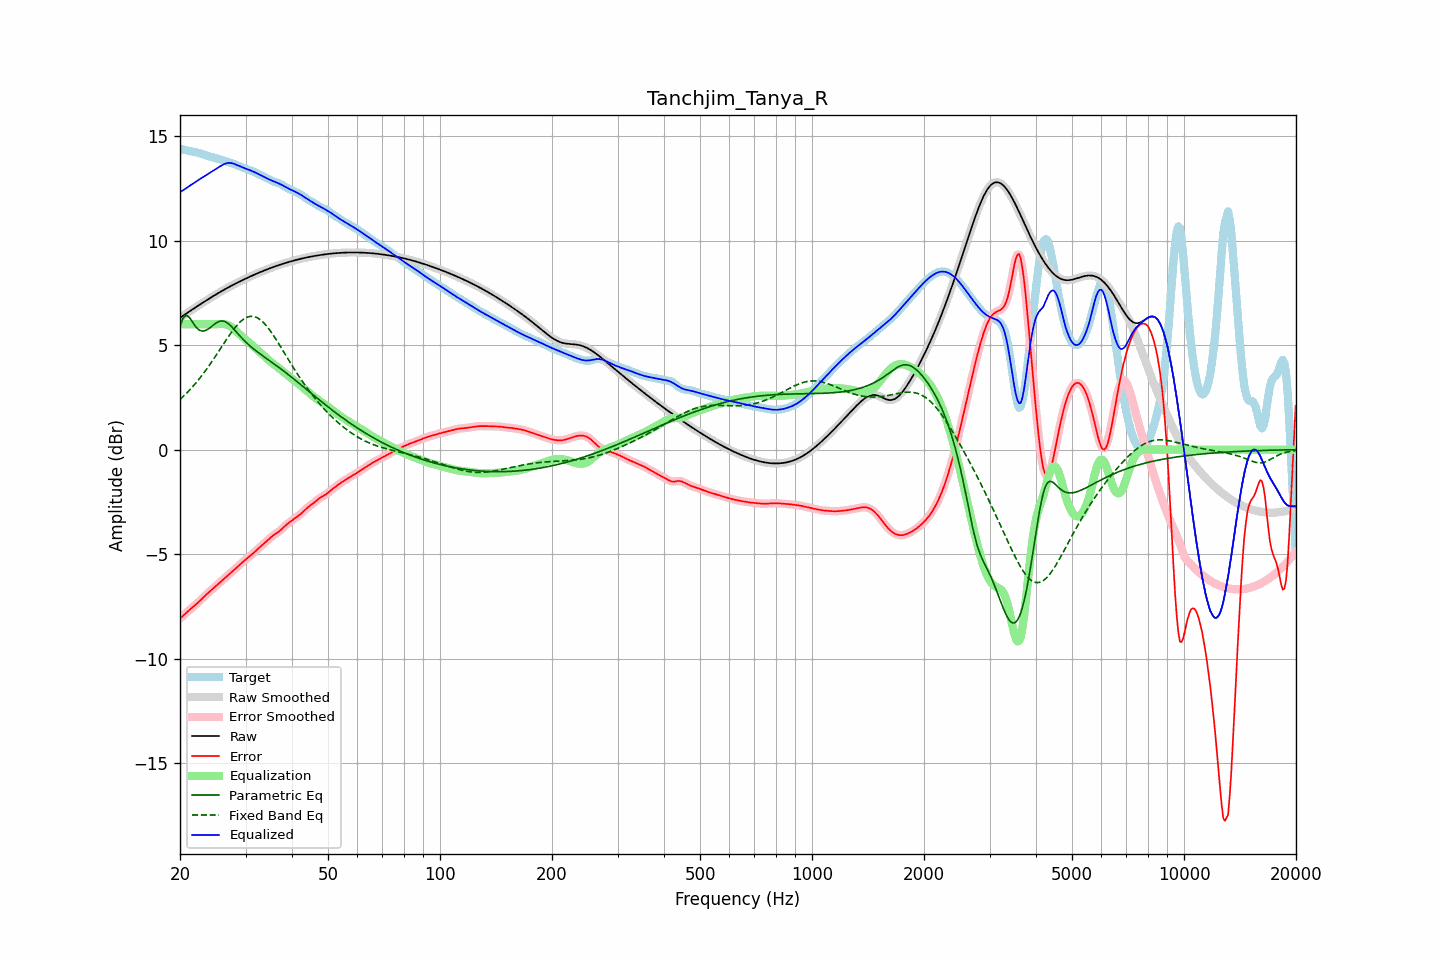 Tanchjim_Tanya_R
Amplitude (dBr)
15
10
5
0
−5
−10
−15
Target
Raw Smoothed
Error Smoothed
Raw
Error
Equalization
Parametric Eq
Fixed Band Eq
Equalized
20 50 100 200 500 1000 2000 5000 10000 20000
Frequency (Hz)